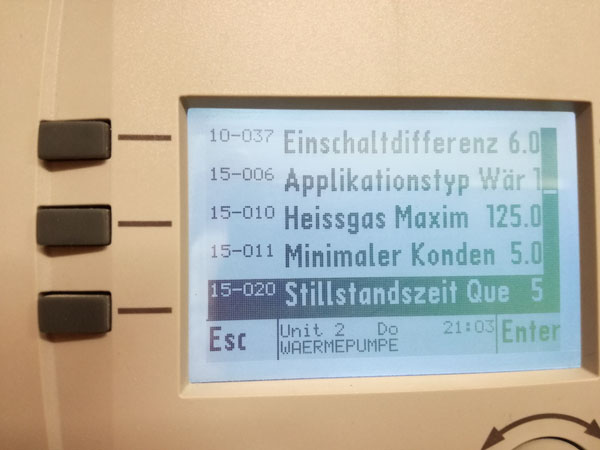 10-037 Einschaltdifferenz 6.0
15-006 Applikationstyp Wär 1
15-010 Heissgas Maxim 125.0
15-011 Minimaler Konden 5.0
15-020 Stillstandszeit Que 5
Esc Unit 2 Do 21:03 Enter
WAERMEPUMPE